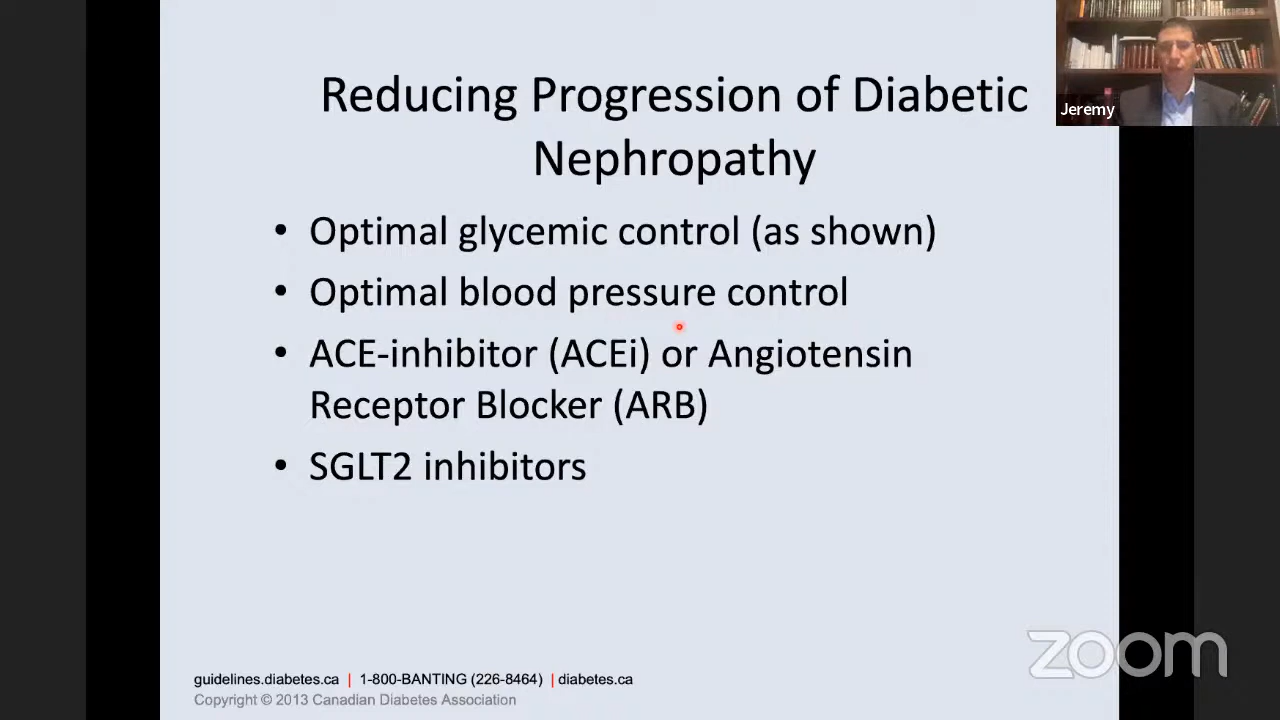 Reducing Progression of Diabetic
Nephropathy
Jeremy
• Optimal glycemic control (as shown)
• Optimal blood pressure control
• ACE-inhibitor (ACEi) or Angiotensin
Receptor Blocker (ARB)
• SGLT2 inhibitors
zoom
guidelines.diabetes.ca | 1-800-BANTING (226-8464) | diabetes.ca
Copyright © 2013 Canadian Diabetes Association